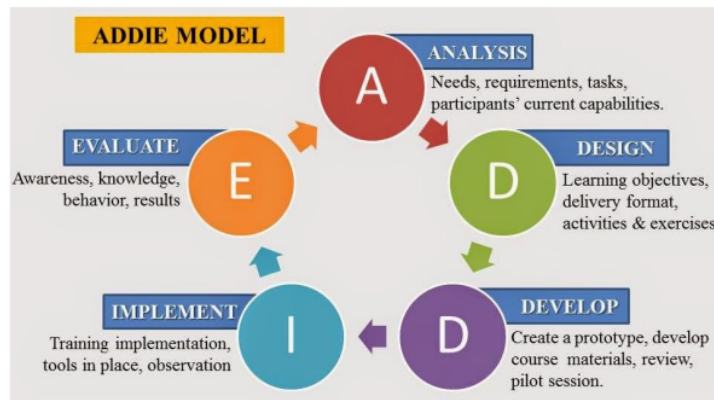 ADDIE MODEL
A
ANALYSIS
Needs, requirements, tasks,
participants' current capabilities.
D
DESIGN
Learning objectives,
delivery format,
activities & exercises
D
DEVELOP
Create a prototype, develop
course materials, review,
pilot session.
I
IMPLEMENT
Training implementation,
tools in place, observation
E
EVALUATE
Awareness, knowledge,
behavior, results